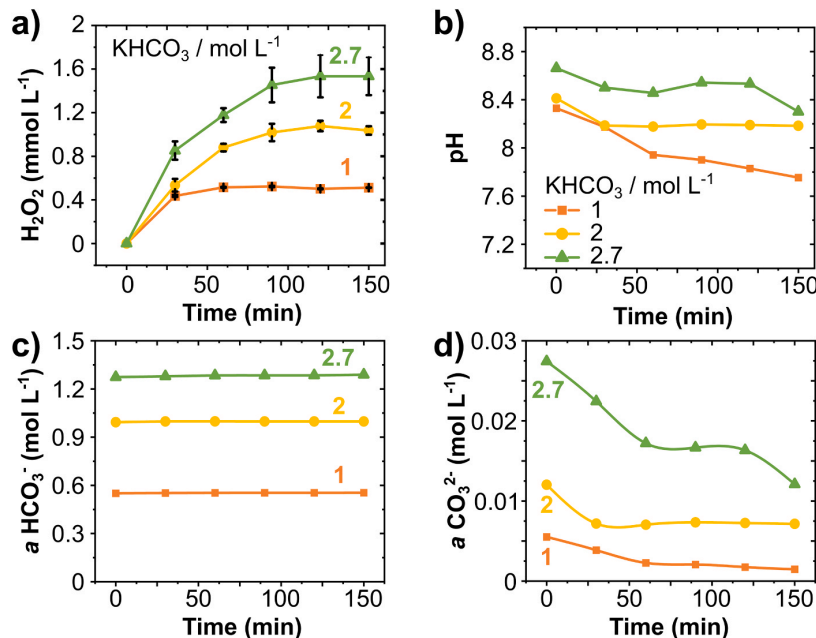 a)
KHCO₃ / mol L⁻¹
2.7
2
1
H₂O₂ (mmol L⁻¹)
2
1.6
1.2
0.8
0.4
0
0 50 100 150
Time (min)
b)
pH
8.8
8.4
8
7.6
7.2
KHCO₃ / mol L⁻¹
1
2
2.7
0 50 100 150
Time (min)
c)
a HCO₃⁻ (mol L⁻¹)
1.5
1.2
0.9
0.6
0.3
0
2.7
2
1
0 50 100 150
Time (min)
d)
a CO₃²⁻ (mol L⁻¹)
0.03
0.02
0.01
0
2.7
2
1
0 50 100 150
Time (min)